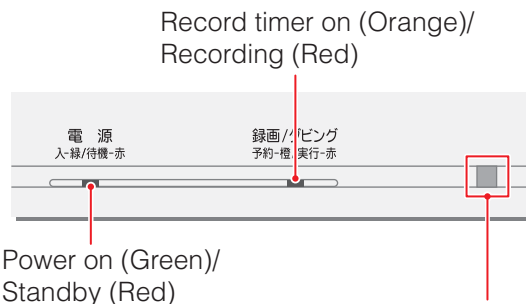 Record timer on (Orange)/
Recording (Red)
電 源
入-緑/待機-赤
録画/ダビング
予約-橙/実行-赤
Power on (Green)/
Standby (Red)